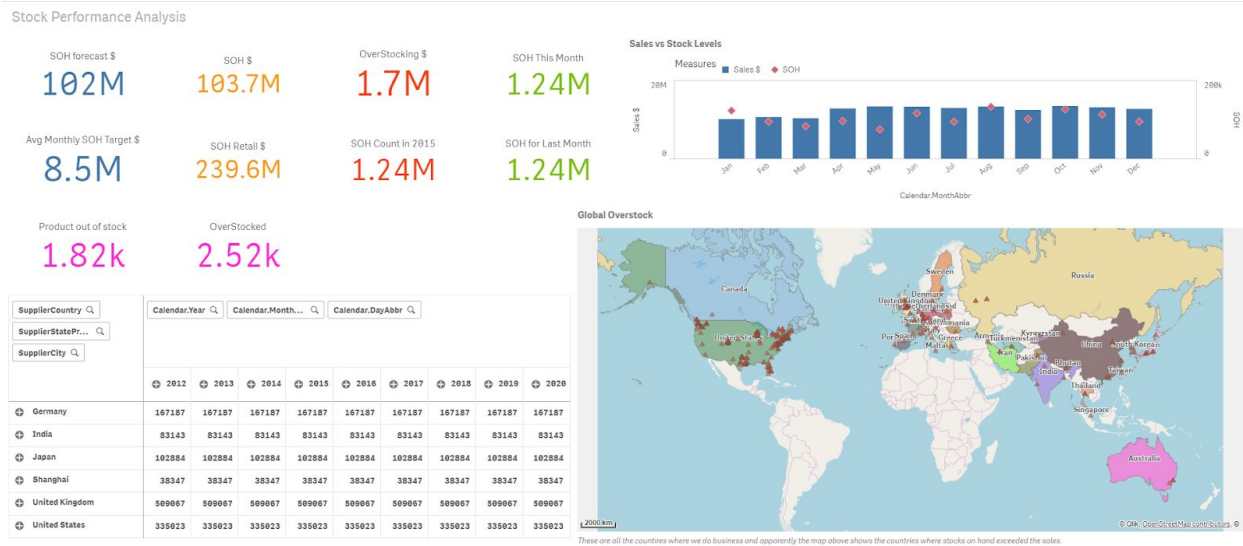 Stock Performance Analysis
SOH forecast $
102M
SOH $
103.7M
OverStocking $
1.7M
SOH This Month
1.24M
Avg Monthly SOH Target $
8.5M
SOH Retail $
239.6M
SOH Count in 2015
1.24M
SOH for Last Month
1.24M
Product out of stock
1.82k
OverStocked
2.52k
Sales vs Stock Levels
Measures Sales $ SOH
20M 200k
Sales $
SOH
0 0
Jan Feb Mar Apr May Jun Jul Aug Sep Oct Nov Dec
Calendar.MonthAbbr
SupplierCountry
SupplierStatePr...
SupplierCity
Calendar.Year Calendar.Month... Calendar.DayAbbr
2012 2013 2014 2015 2016 2017 2018 2019 2020
Germany 167187 167187 167187 167187 167187 167187 167187 167187 167187
India 83143 83143 83143 83143 83143 83143 83143 83143 83143
Japan 102884 102884 102884 102884 102884 102884 102884 102884 102884
Shanghai 38347 38347 38347 38347 38347 38347 38347 38347 38347
United Kingdom 509067 509067 509067 509067 509067 509067 509067 509067 509067
United States 335023 335023 335023 335023 335023 335023 335023 335023 335023
Global Overstock
Sweden
Russia
Canada
Denmark
Kyrgyzstan
China
South Korea
Greece
Malta
Turkmenistan
Iran
Pakistan
Bhutan
India
Taiwan
Thailand
Singapore
Australia
2000 km
© Qlik, OpenStreetMap contributors, ©
These are all the countires where we do business and apparently the map above shows the countries where stocks on hand exceeded the sales.